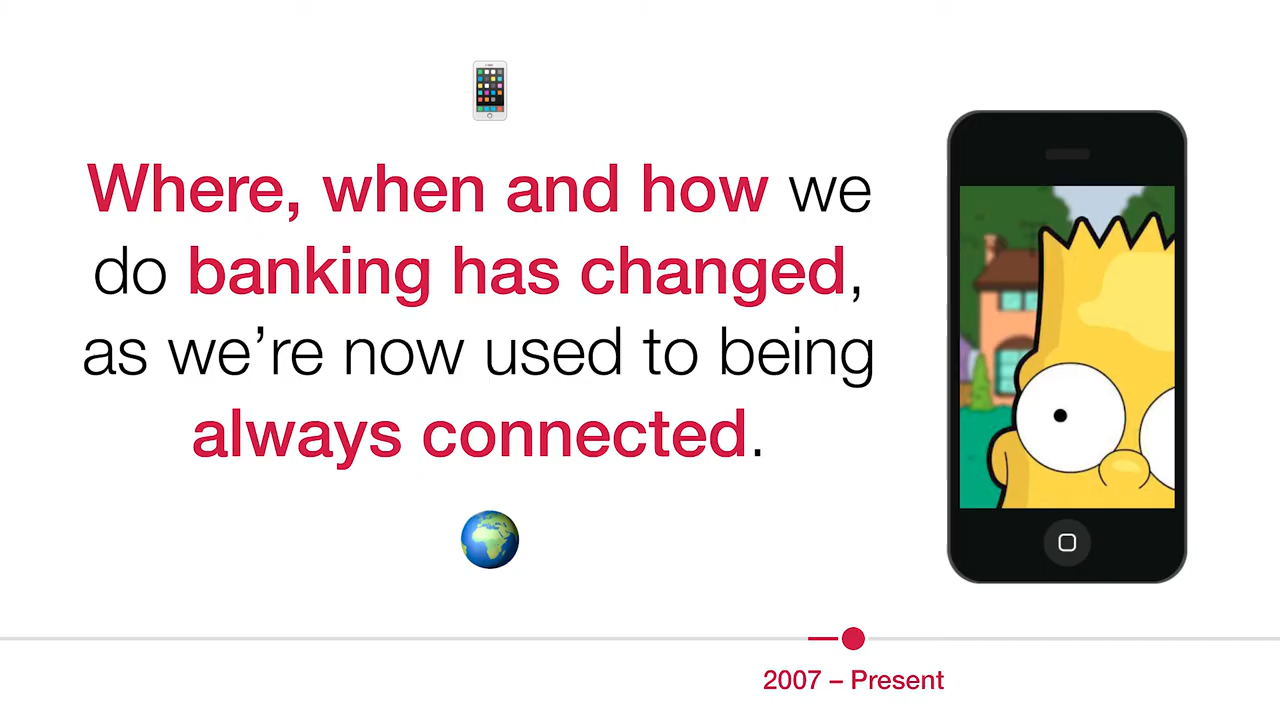 Where, when and how we
do banking has changed,
as we’re now used to being
always connected.
2007 – Present